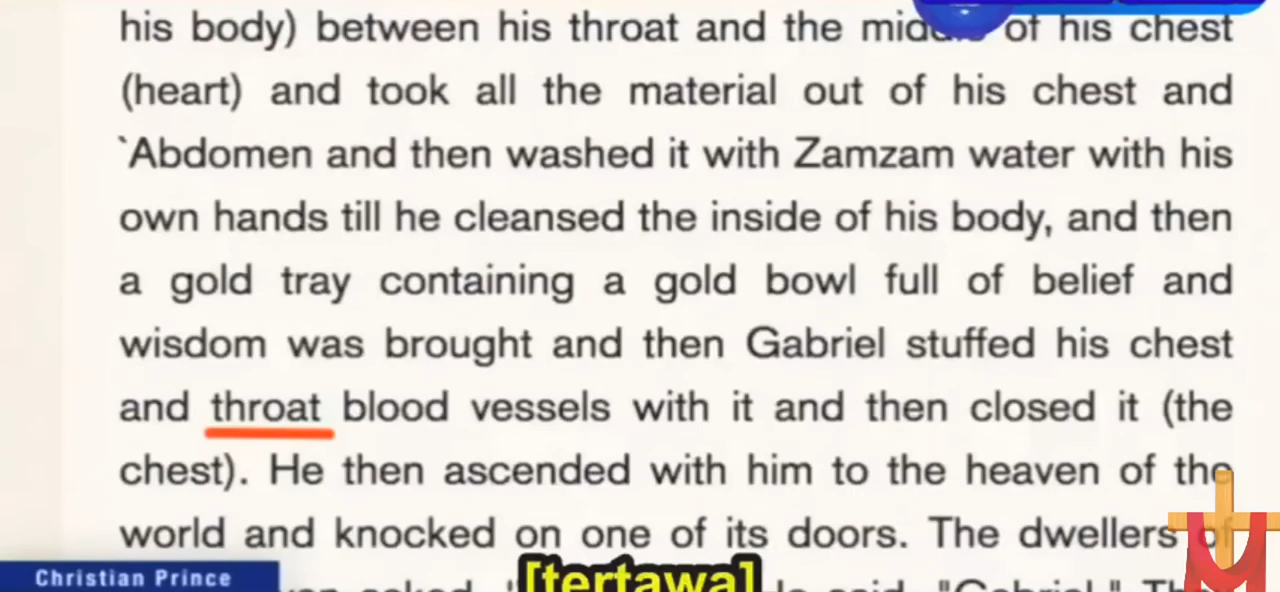 his body) between his throat and the middle of his chest
(heart) and took all the material out of his chest and
`Abdomen and then washed it with Zamzam water with his
own hands till he cleansed the inside of his body, and then
a gold tray containing a gold bowl full of belief and
wisdom was brought and then Gabriel stuffed his chest
and throat blood vessels with it and then closed it (the
chest). He then ascended with him to the heaven of the
world and knocked on one of its doors. The dwellers of
asked, said, "Gabriel."
Christian Prince
[tertawa]